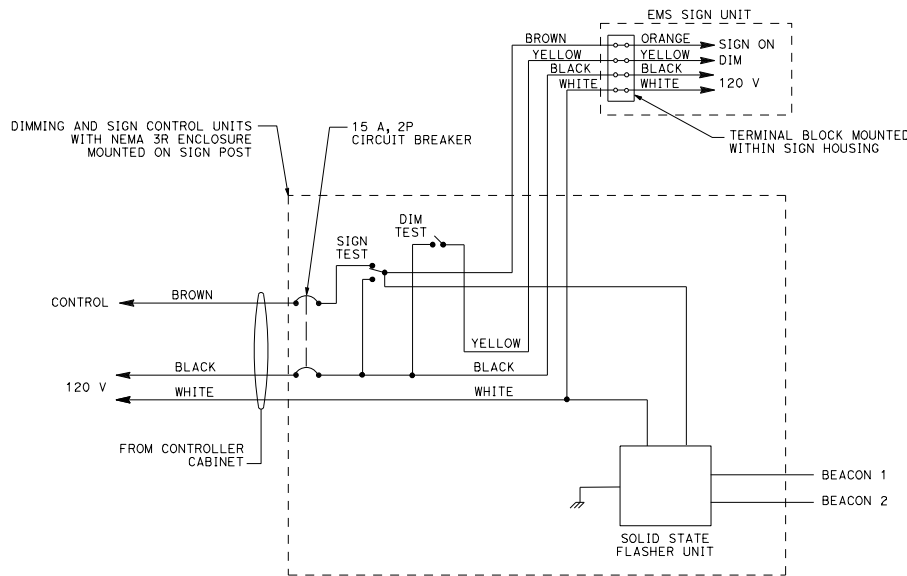 EMS SIGN UNIT
BROWN
ORANGE
SIGN ON
YELLOW
YELLOW
DIM
BLACK
BLACK
WHITE
WHITE
120 V
DIMMING AND SIGN CONTROL UNITS
WITH NEMA 3R ENCLOSURE
MOUNTED ON SIGN POST
15 A, 2P
CIRCUIT BREAKER
TERMINAL BLOCK MOUNTED
WITHIN SIGN HOUSING
DIM
TEST
SIGN
TEST
CONTROL
BROWN
YELLOW
BLACK
BLACK
120 V
WHITE
WHITE
FROM CONTROLLER
CABINET
BEACON 1
BEACON 2
SOLID STATE
FLASHER UNIT